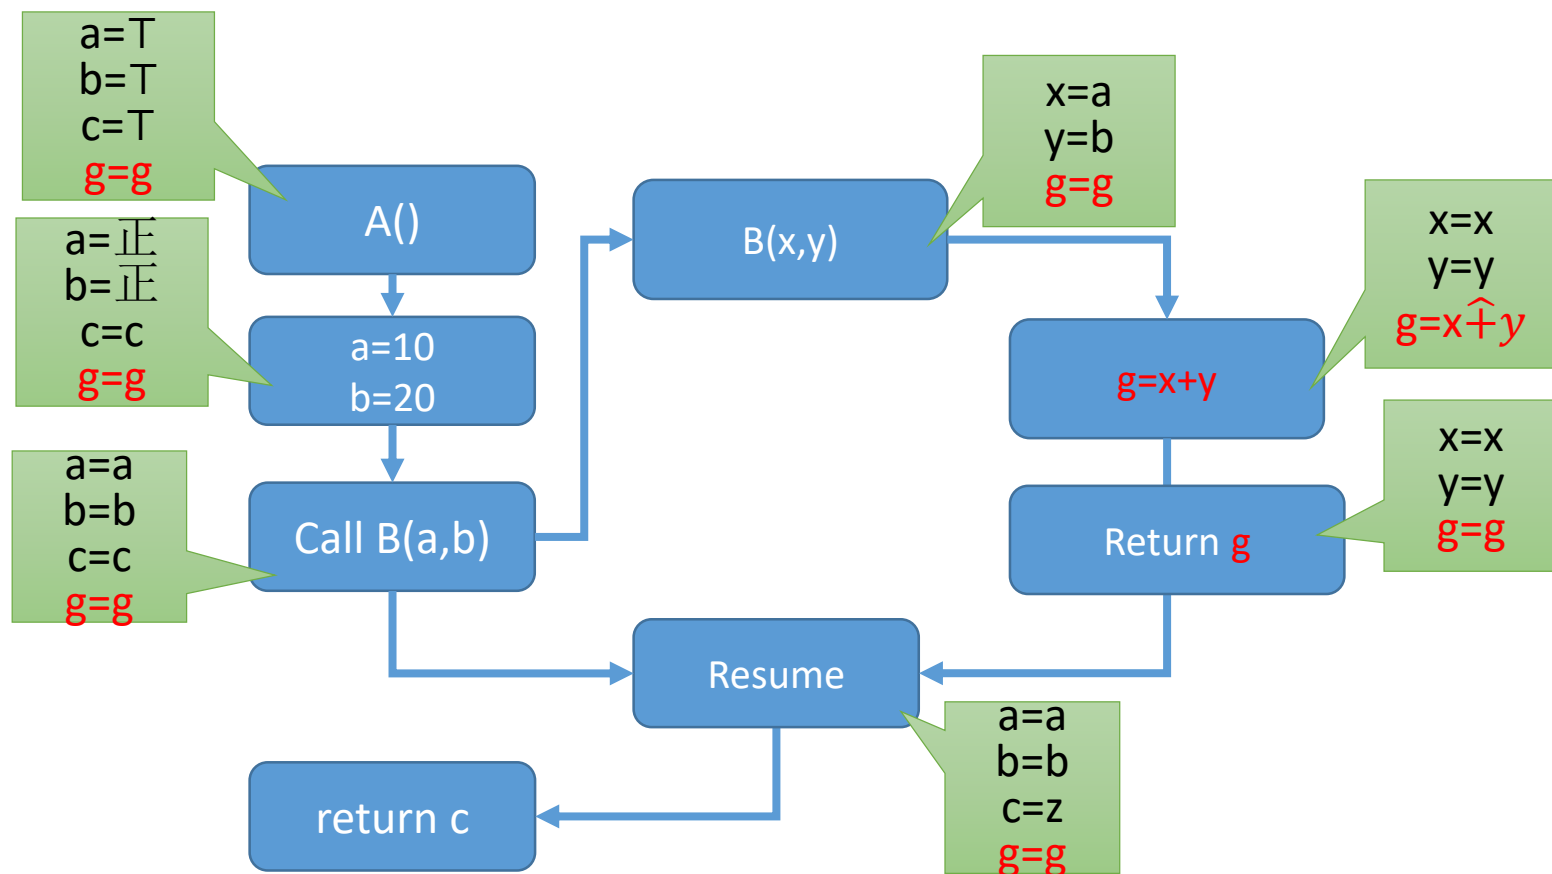 a=T
b=T
c=T
g=g
A()
a=正
b=正
c=c
g=g
a=10
b=20
a=a
b=b
c=c
g=g
Call B(a,b)
x=a
y=b
g=g
B(x,y)
x=x
y=y
g=x+̂y
g=x+y
x=x
y=y
g=g
Return g
Resume
a=a
b=b
c=z
g=g
return c